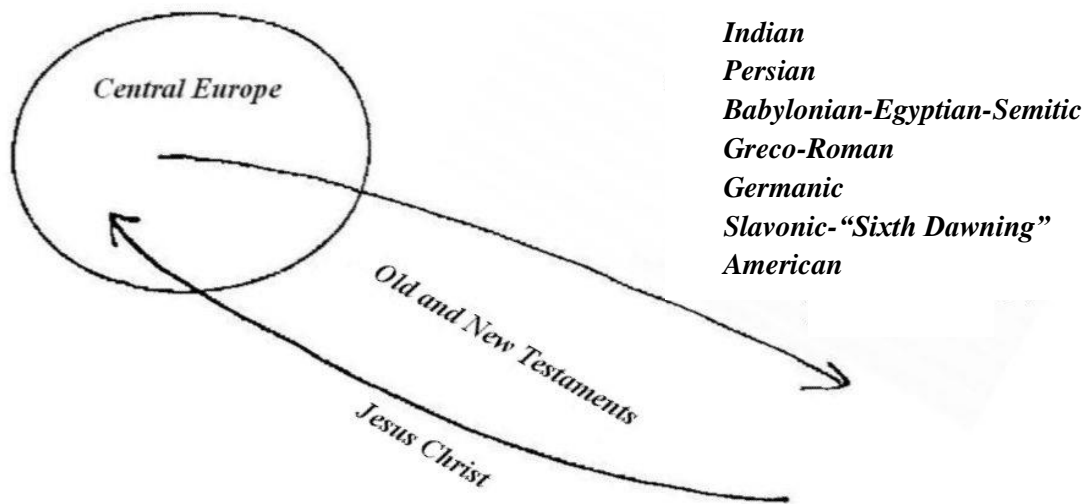 Central Europe
Old and New Testaments
Jesus Christ
Indian
Persian
Babylonian-Egyptian-Semitic
Greco-Roman
Germanic
Slavonic-“Sixth Dawning”
American